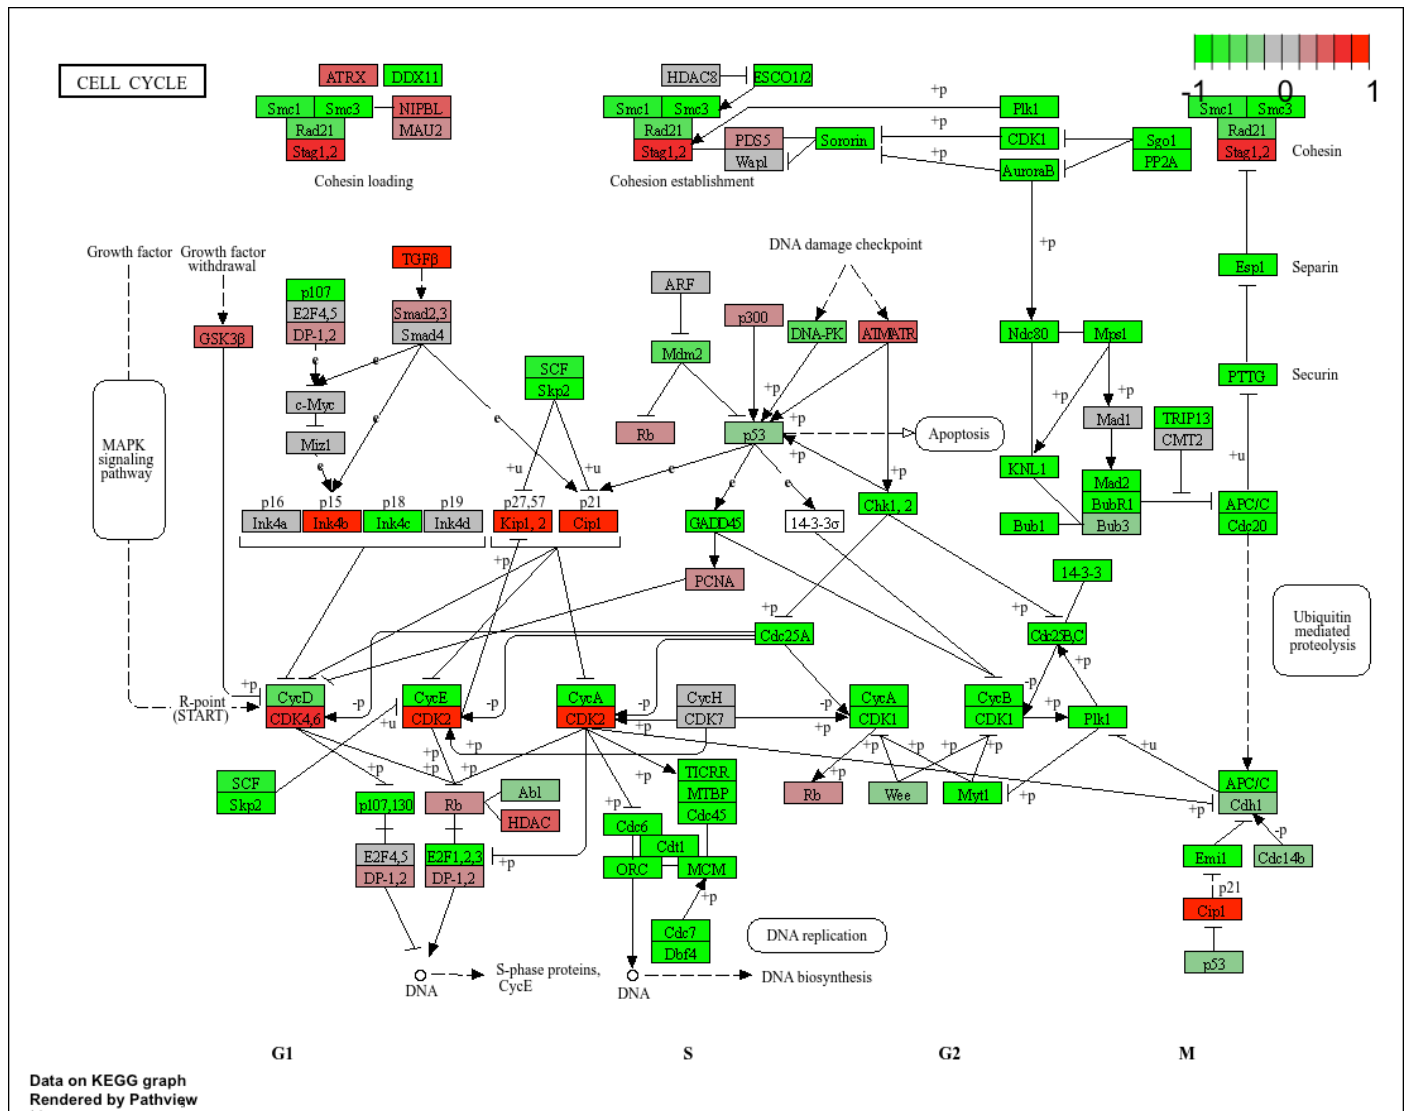 CELL CYCLE
ATRX
DDX11
Smc1
Smc3
NIPBL
Rad21
MAU2
Stag1,2
Cohesin loading
HDAC8
ESCO1/2
Smc1
Smc3
Rad21
Stag1,2
PDS5
Wapl
Sororin
Cohesion establishment
+p
+p
+p
Plk1
CDK1
AuroraB
Sgo1
PP2A
-1
0
1
Smc1
Smc3
Rad21
Stag1,2
Cohesin
Growth factor
Growth factor
withdrawal
GSK3β
p107
E2F4,5
DP-1,2
TGFβ
Smad2,3
Smad4
e
e
e
e
c-Myc
Miz1
SCF
Skp2
+u
+u
ARF
Mdm2
Rb
p300
DNA damage checkpoint
DNA-PK
ATM/ATR
+p
+p
+p
+p
p53
Apoptosis
e
e
e
+p
Ndc80
Mps1
+p
+p
Mad1
KNL1
Mad2
BubR1
Bub1
Bub3
TRIP13
CMT2
Esp1
Separin
PTTG
Securin
+u
APC/C
Cdc20
MAPK
signaling
pathway
p16
p15
p18
p19
p27,57
p21
Ink4a
Ink4b
Ink4c
Ink4d
Kip1, 2
Cip1
+p
GADD45
14-3-3σ
Chk1, 2
PCNA
14-3-3
+p
+p
Cdc25A
Cdc25B,C
Ubiquitin
mediated
proteolysis
+p
R-point
(START)
CycD
CDK4,6
-p
CycE
CDK2
+u
-p
CycA
CDK2
-p
+p
CycH
CDK7
-p
+p
CycA
CDK1
CycB
CDK1
-p
+p
+p
Plk1
+u
SCF
Skp2
+p
+p
+p
+p
+p
p107,130
Rb
Abl
HDAC
E2F4,5
DP-1,2
E2F1,2,3
DP-1,2
+p
+p
TICRR
MTBP
Cdc45
Cdc6
Cdt1
ORC
MCM
+p
Cdc7
Dbf4
+p
Rb
+p
+p
+p
+p
Wee
Myt1
+p
+p
APC/C
Cdh1
-p
Emi1
Cdc14b
p21
Cip1
p53
DNA replication
DNA
S-phase proteins,
CycE
DNA
DNA biosynthesis
G1
S
G2
M
Data on KEGG graph
Rendered by Pathview